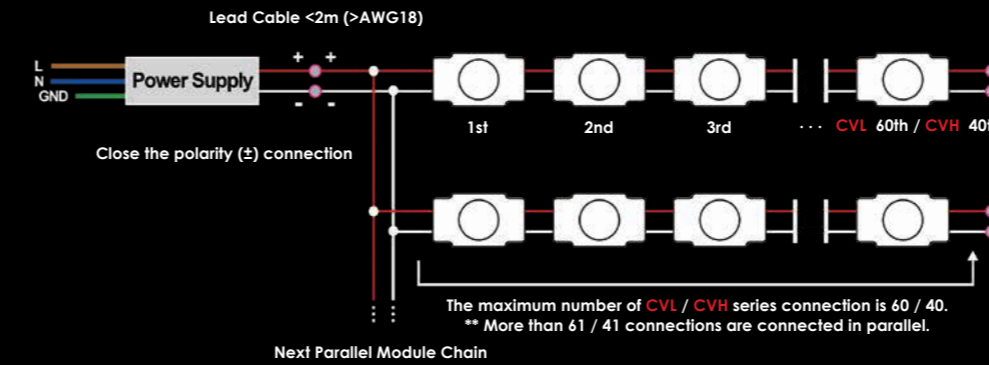 Lead Cable <2m (>AWG18)
+ +
L
N
GND
Power Supply
- -
1st
2nd
3rd
... CVL 60th / CVH 40t
Close the polarity (±) connection
The maximum number of CVL / CVH series connection is 60 / 40.
** More than 61 / 41 connections are connected in parallel.
Next Parallel Module Chain